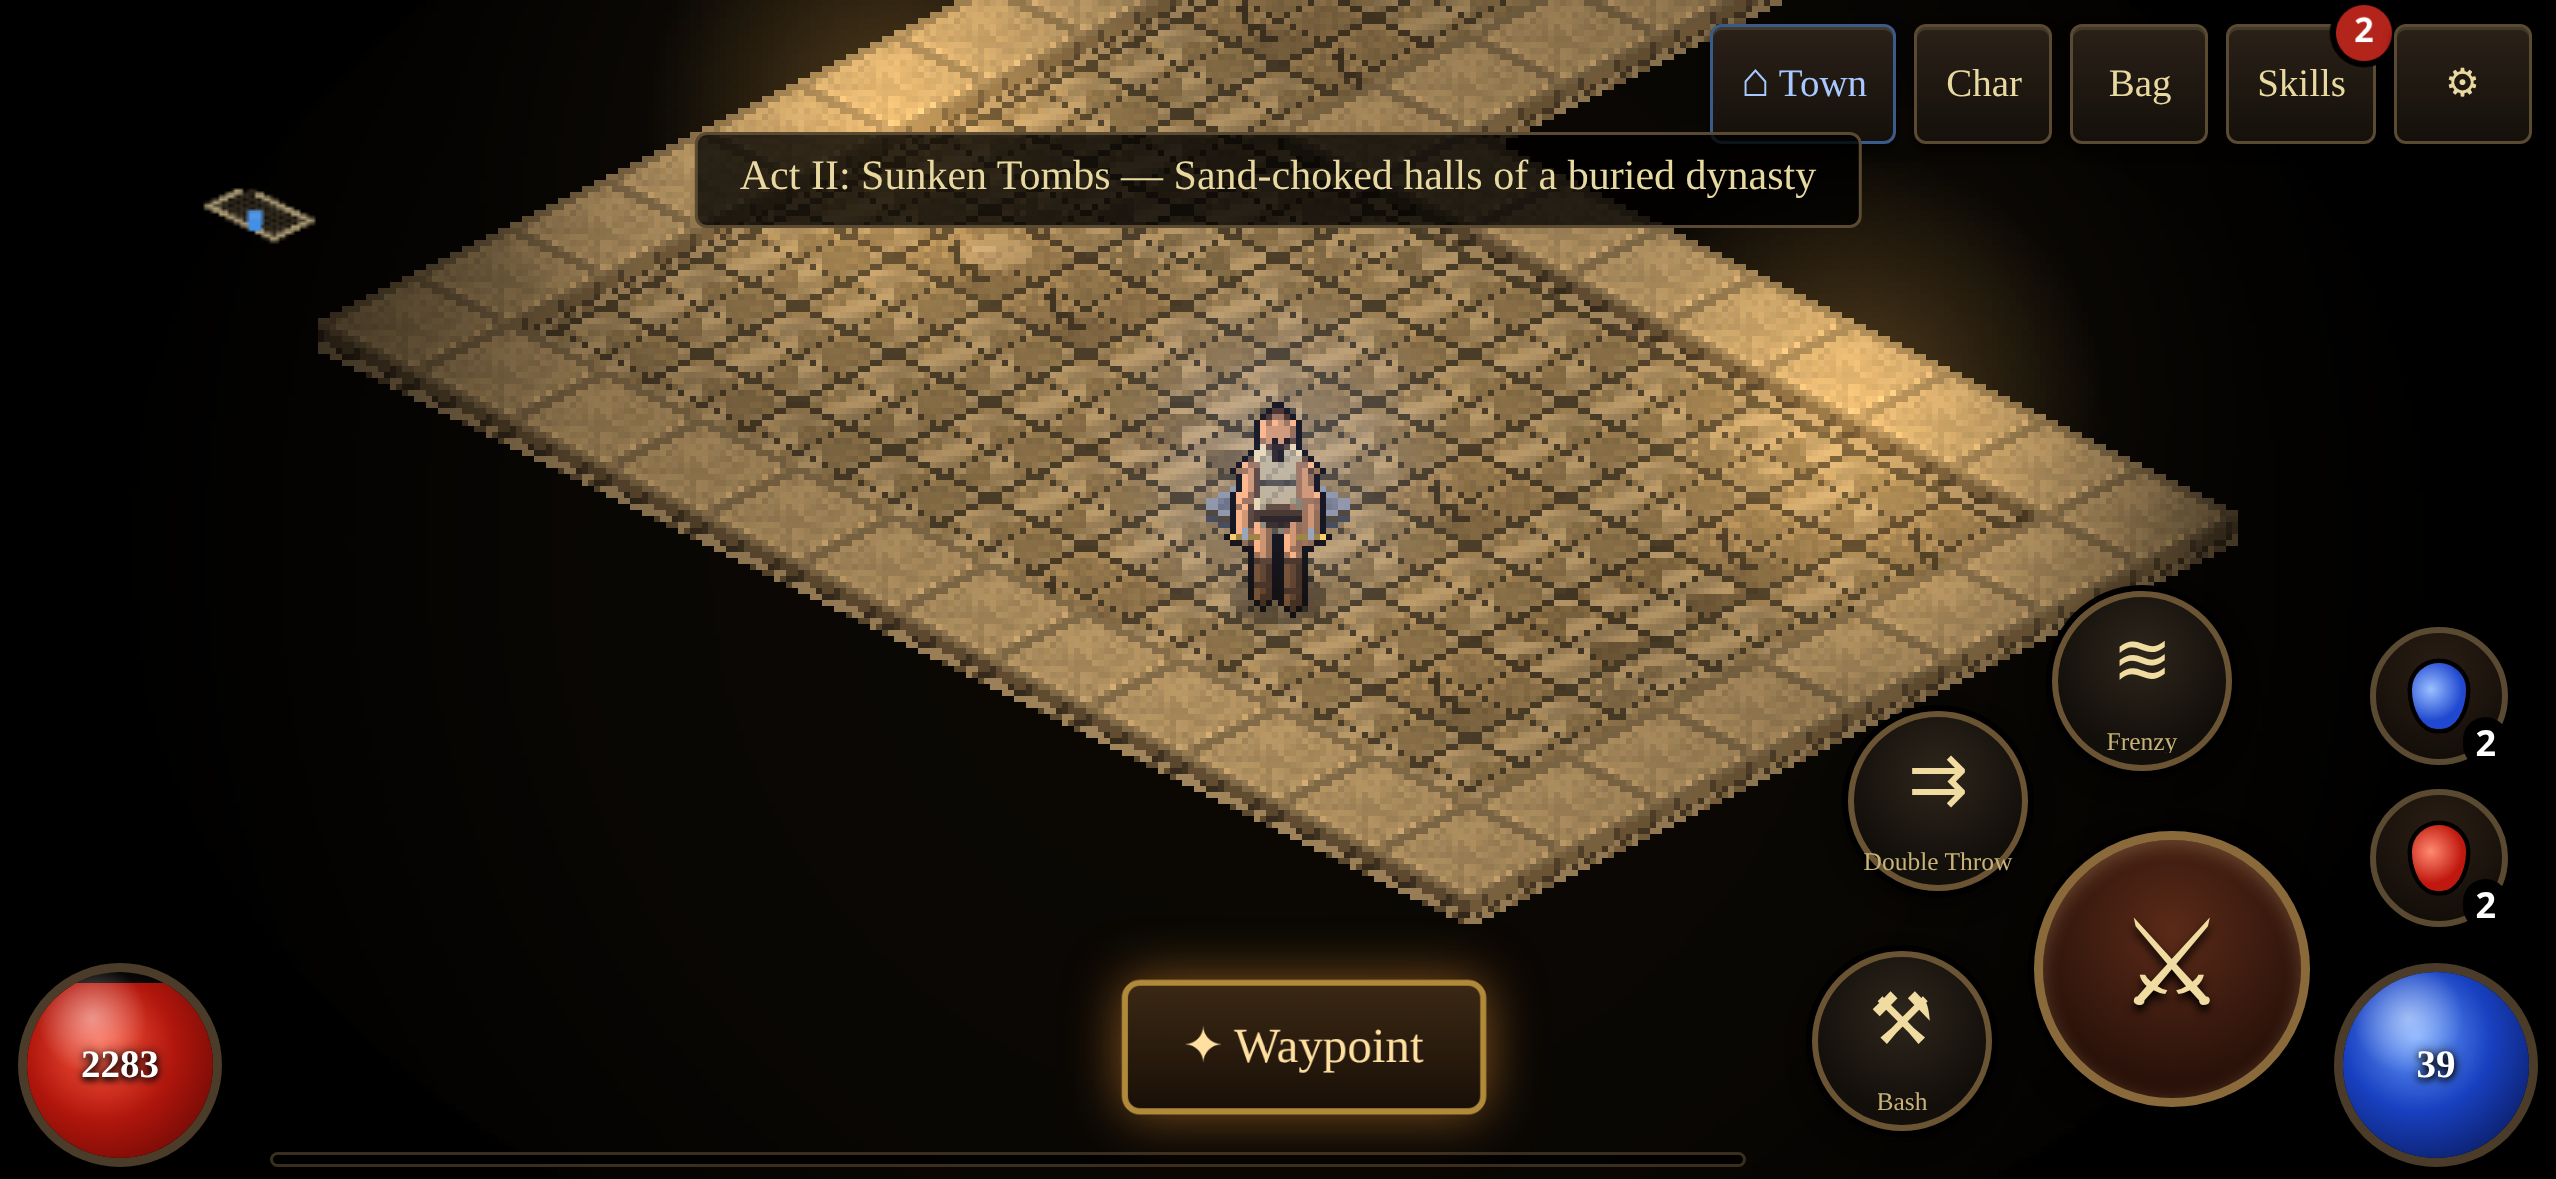 ⌂ Town
Char
Bag
Skills
2
⚙
Act II: Sunken Tombs — Sand-choked halls of a buried dynasty
≋
Frenzy
2
⇉
Double Throw
2
⚔
⚒
Bash
✦ Waypoint
2283
39